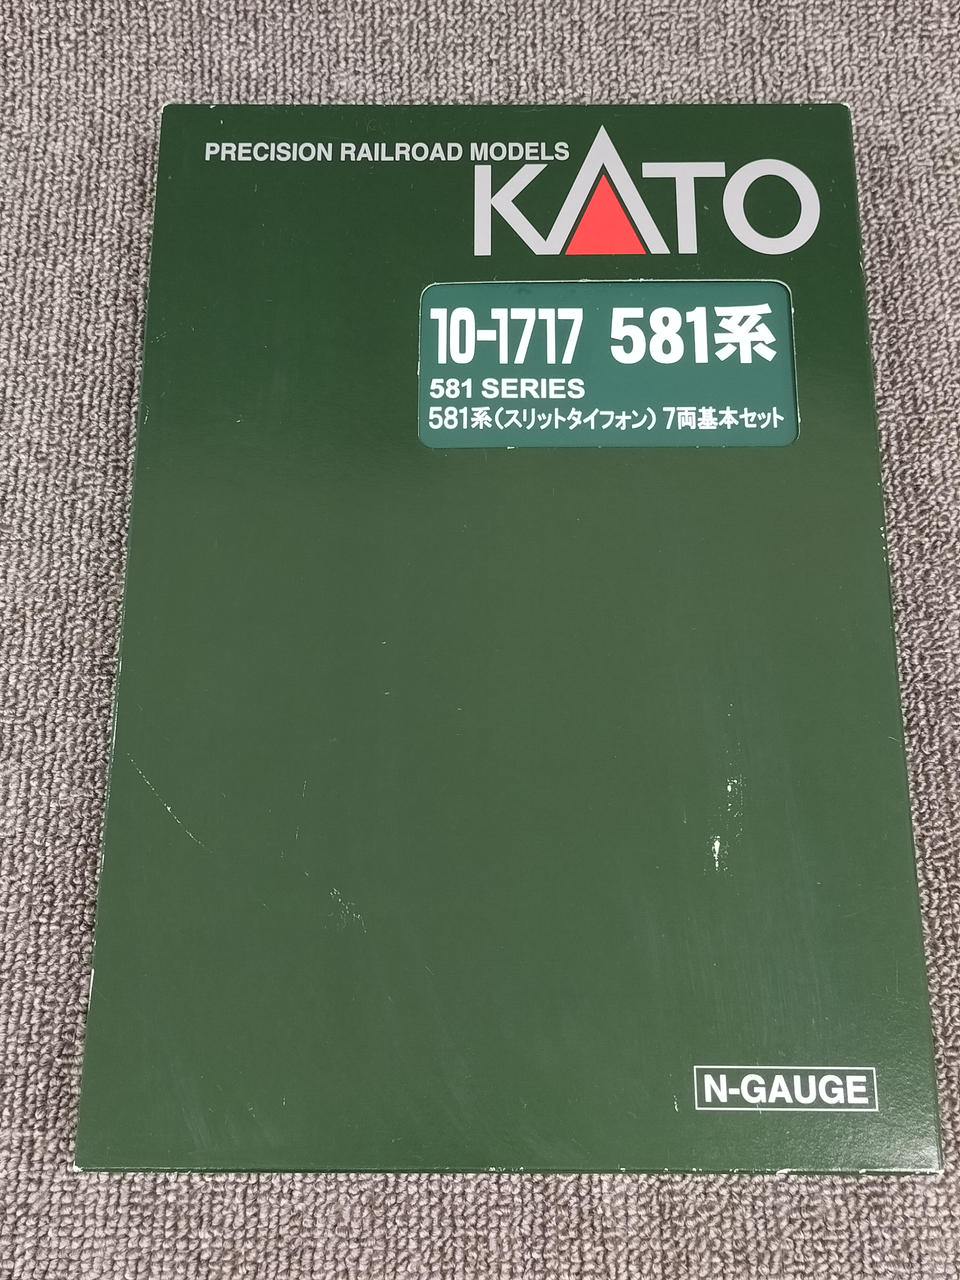 PRECISION RAILROAD MODELS
KATO
10-1717 581系
581 SERIES
581系(スリットタイフォン) 7両基本セット
N-GAUGE